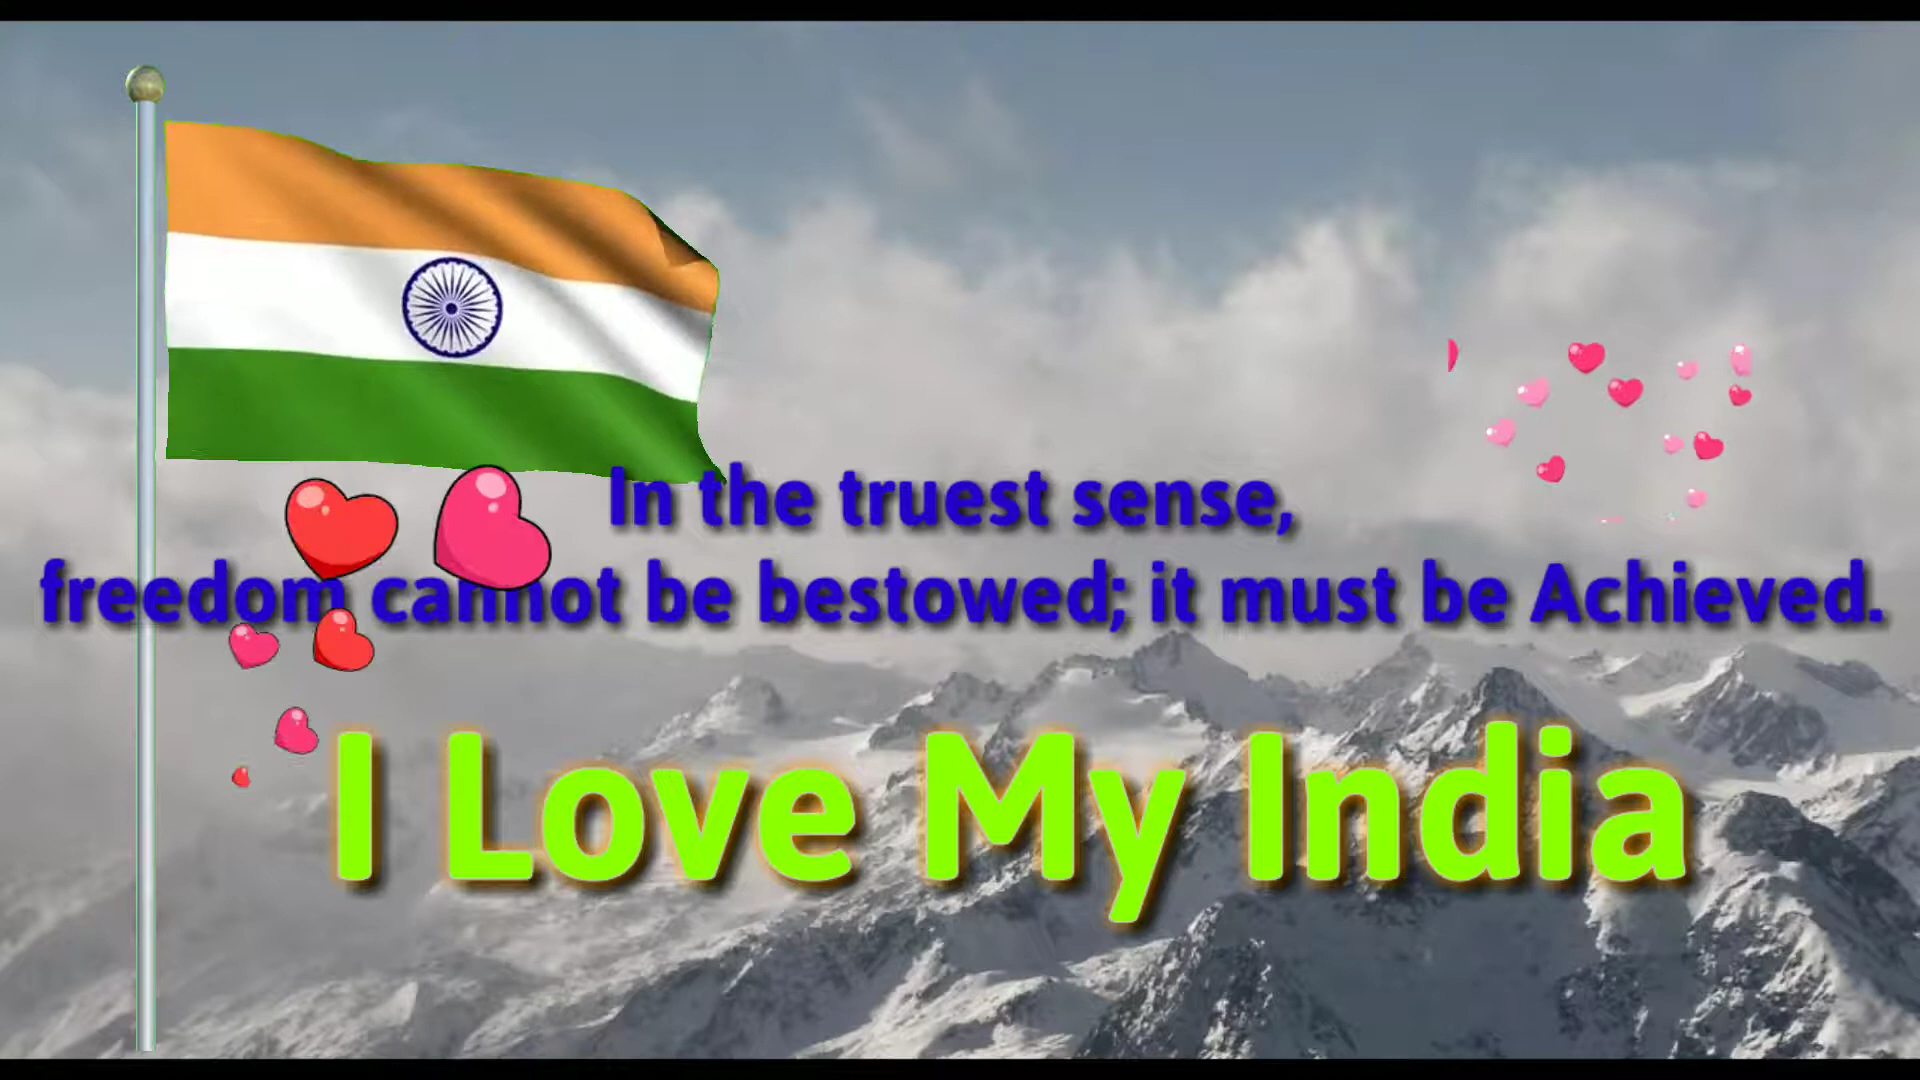 In the truest sense,
freedom cannot be bestowed; it must be Achieved.
I Love My India